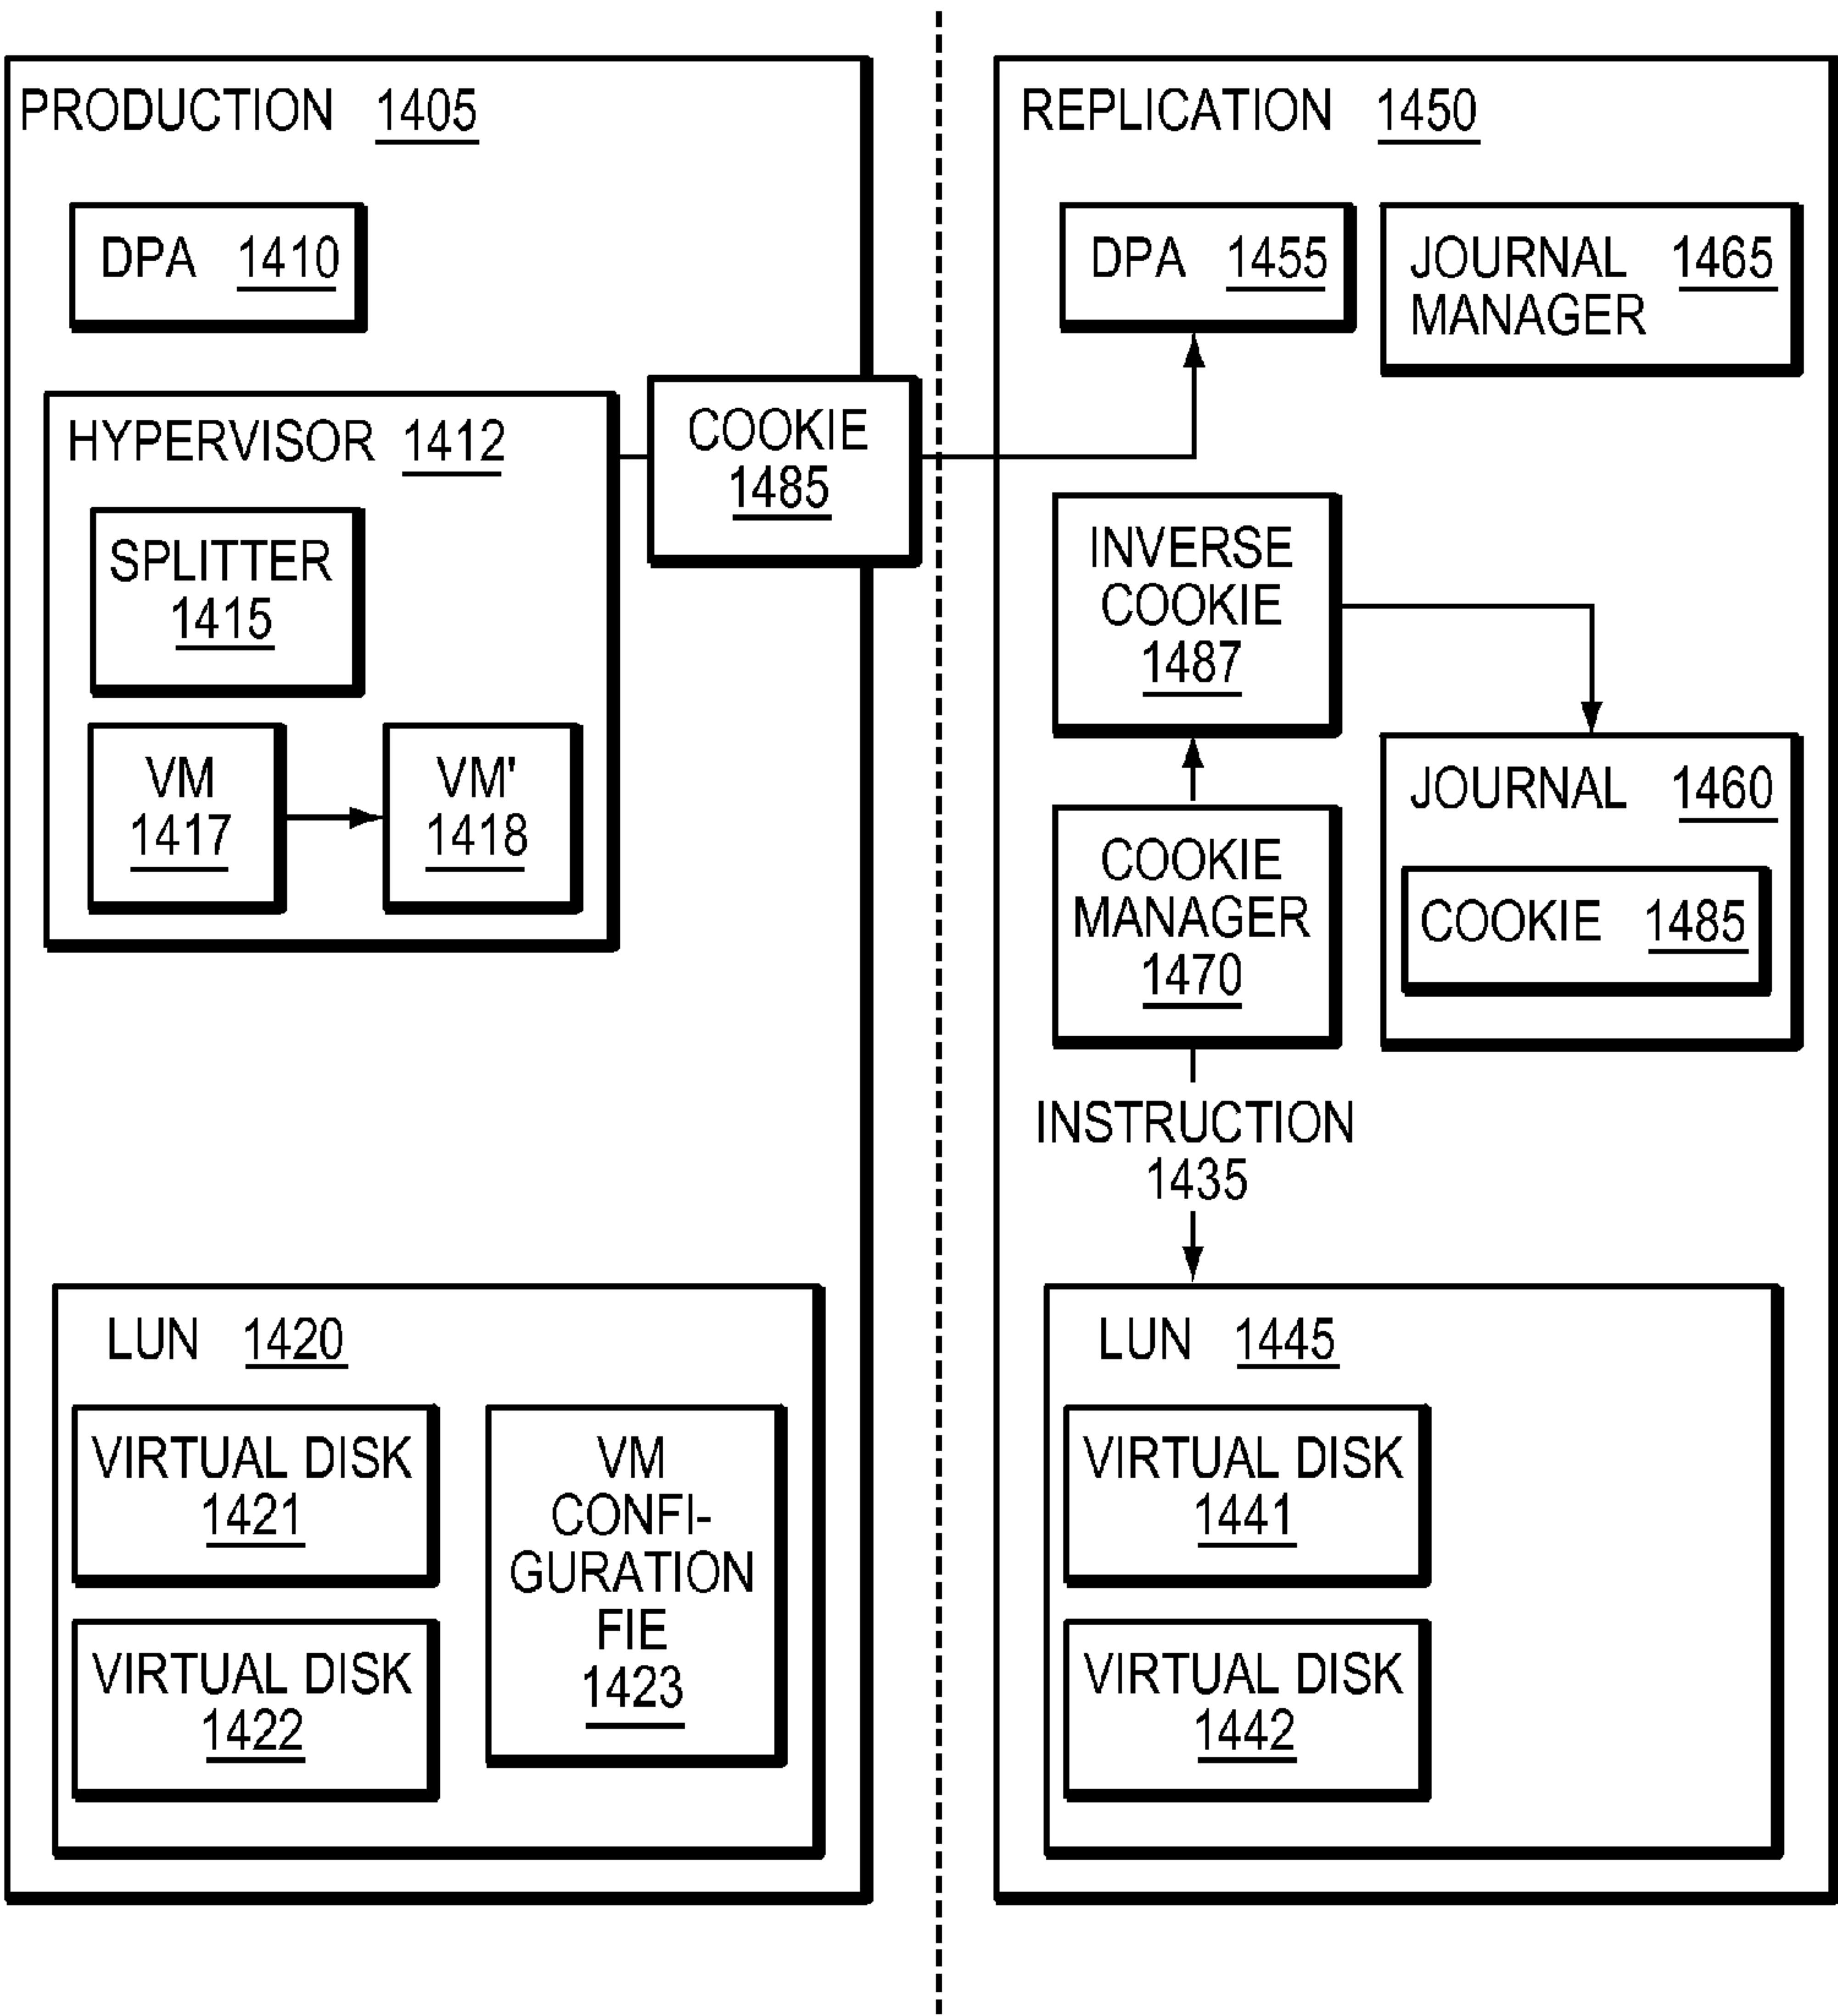 PRODUCTION 1405
DPA 1410
HYPERVISOR 1412
SPLITTER
1415
VM
1417
VM'
1418
COOKIE
1485
LUN 1420
VIRTUAL DISK
1421
VIRTUAL DISK
1422
VM
CONFI-
GURATION
FIE
1423
REPLICATION 1450
DPA 1455
JOURNAL 1465
MANAGER
INVERSE
COOKIE
1487
COOKIE
MANAGER
1470
JOURNAL 1460
COOKIE 1485
INSTRUCTION
1435
LUN 1445
VIRTUAL DISK
1441
VIRTUAL DISK
1442